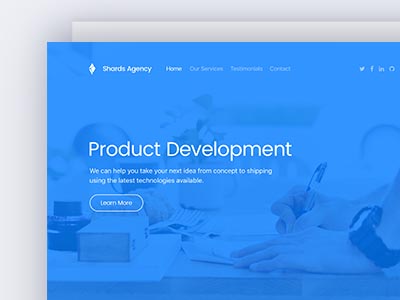 Shards Agency Home Our Services Testimonials Contact
Product Development
We can help you take your next idea from concept to shipping
using the latest technologies available.
Learn More